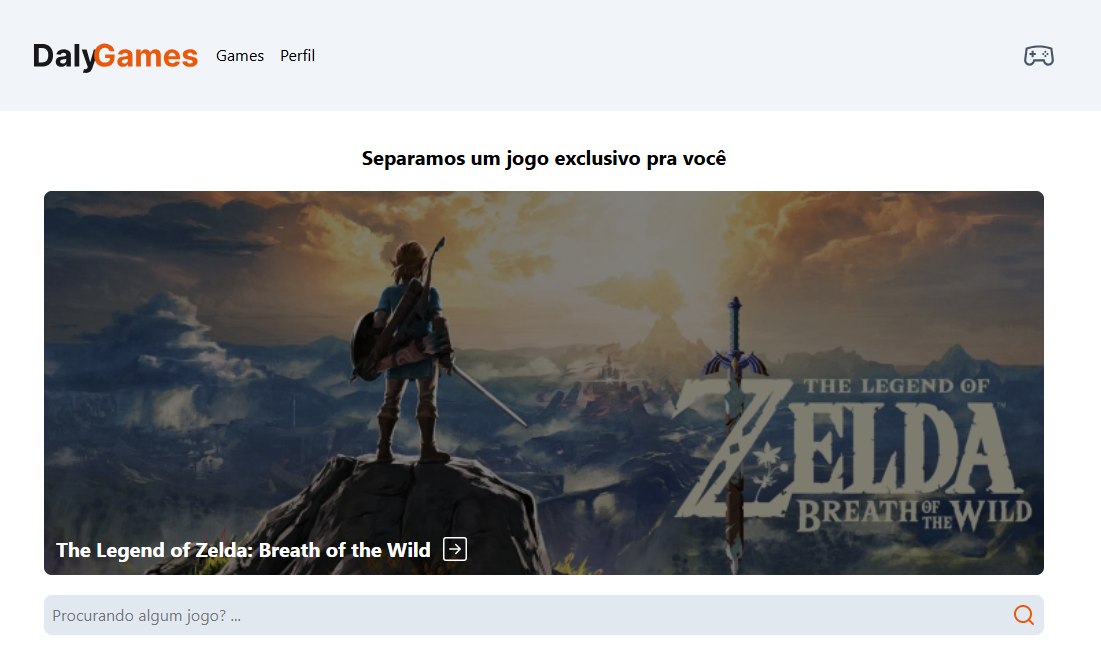 DalyGames Games Perfil
Separamos um jogo exclusivo pra você
THE LEGEND OF
ZELDA
™
BREATH OF THE WILD
The Legend of Zelda: Breath of the Wild
Procurando algum jogo? ...